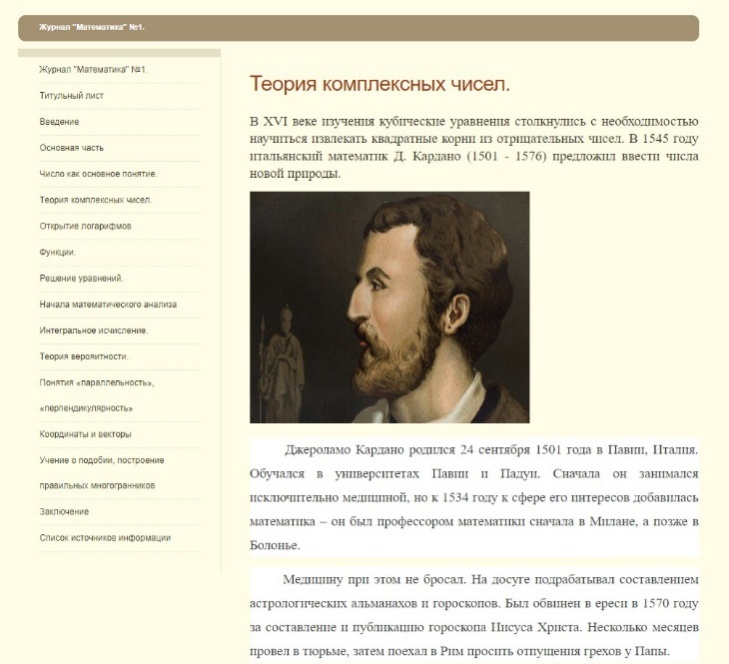 Журнал "Математика" №1.
Журнал "Математика" №1.
Титульный лист
Введение
Основная часть
Число как основное понятие.
Теория комплексных чисел.
Открытие логарифмов
Функции.
Решение уравнений.
Начала математического анализа
Интегральное исчисление.
Теория вероятности.
Понятия «параллельность»,
«перпендикулярность»
Координаты и векторы
Учение о подобии, построение
правильных многогранников
Заключение
Список источников информации
Теория комплексных чисел.
В XVI веке изучения кубические уравнения столкнулись с необходимостью
научиться извлекать квадратные корни из отрицательных чисел. В 1545 году
итальянский математик Д. Кардано (1501 - 1576) предложил ввести числа
новой природы.
Джероламо Кардано родился 24 сентября 1501 года в Павии, Италия.
Обучался в университетах Павии и Падуи. Сначала он занимался
исключительно медициной, но к 1534 году к сфере его интересов добавилась
математика – он был профессором математики сначала в Милане, а позже в
Болонье.
Медицину при этом не бросал. На досуге подрабатывал составлением
астрологических альманахов и гороскопов. Был обвинен в ереси в 1570 году
за составление и публикацию гороскопа Иисуса Христа. Несколько месяцев
провел в тюрьме, затем поехал в Рим просить отпущения грехов у Папы.